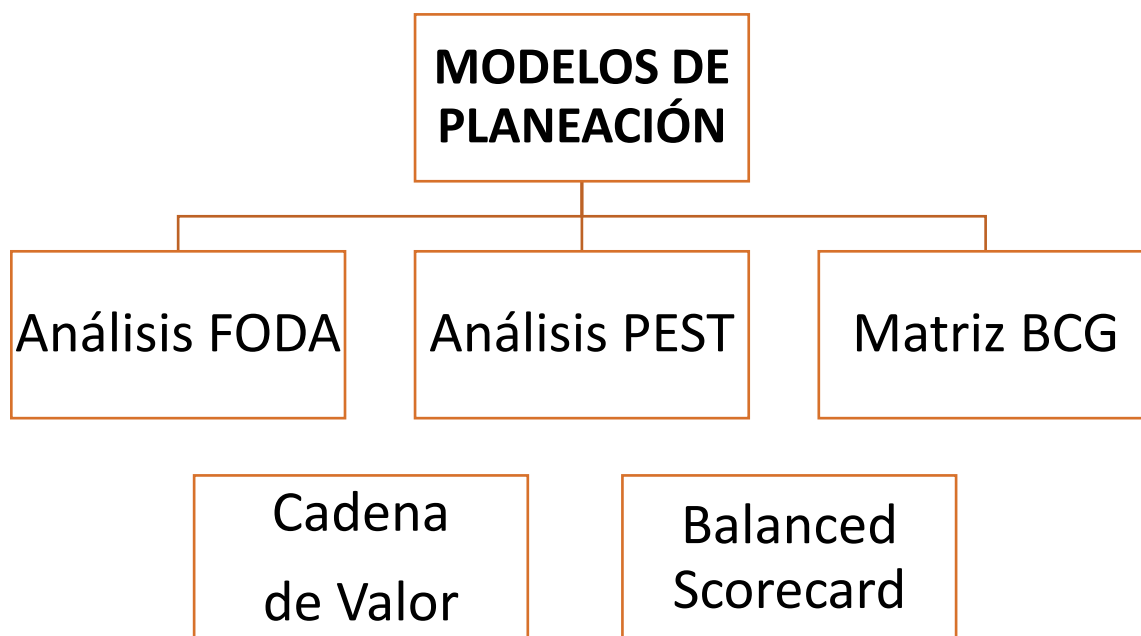 MODELOS DE
PLANEACIÓN
Análisis FODA
Análisis PEST
Matriz BCG
Cadena
de Valor
Balanced
Scorecard